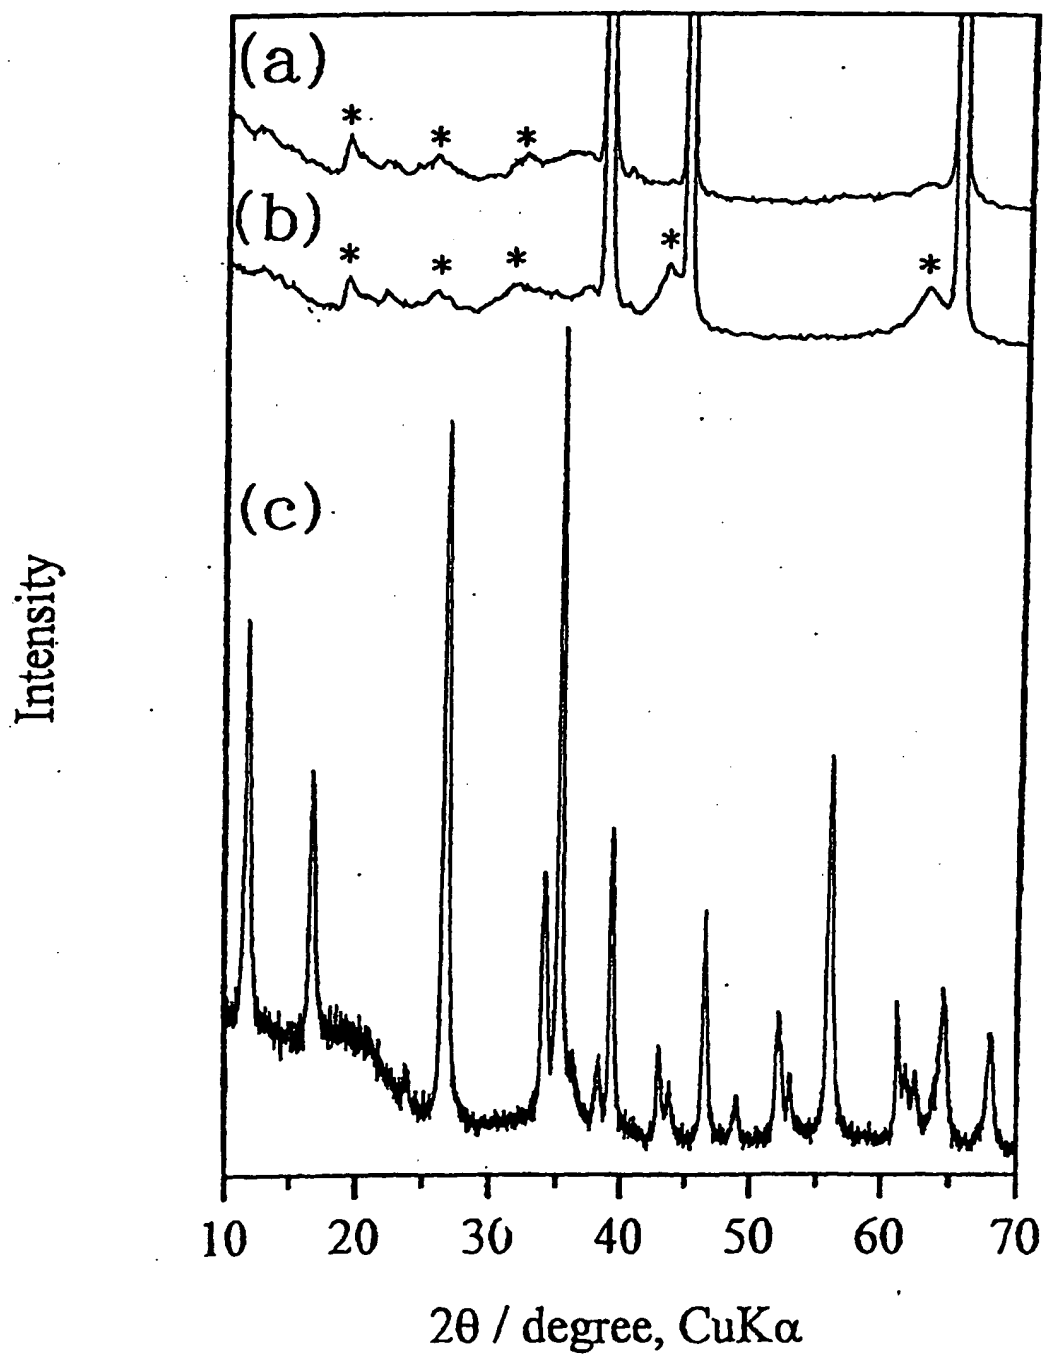 (a)
* * *
(b)
* * * * *
(c)
Intensity
10 20 30 40 50 60 70
2θ / degree, CuKα